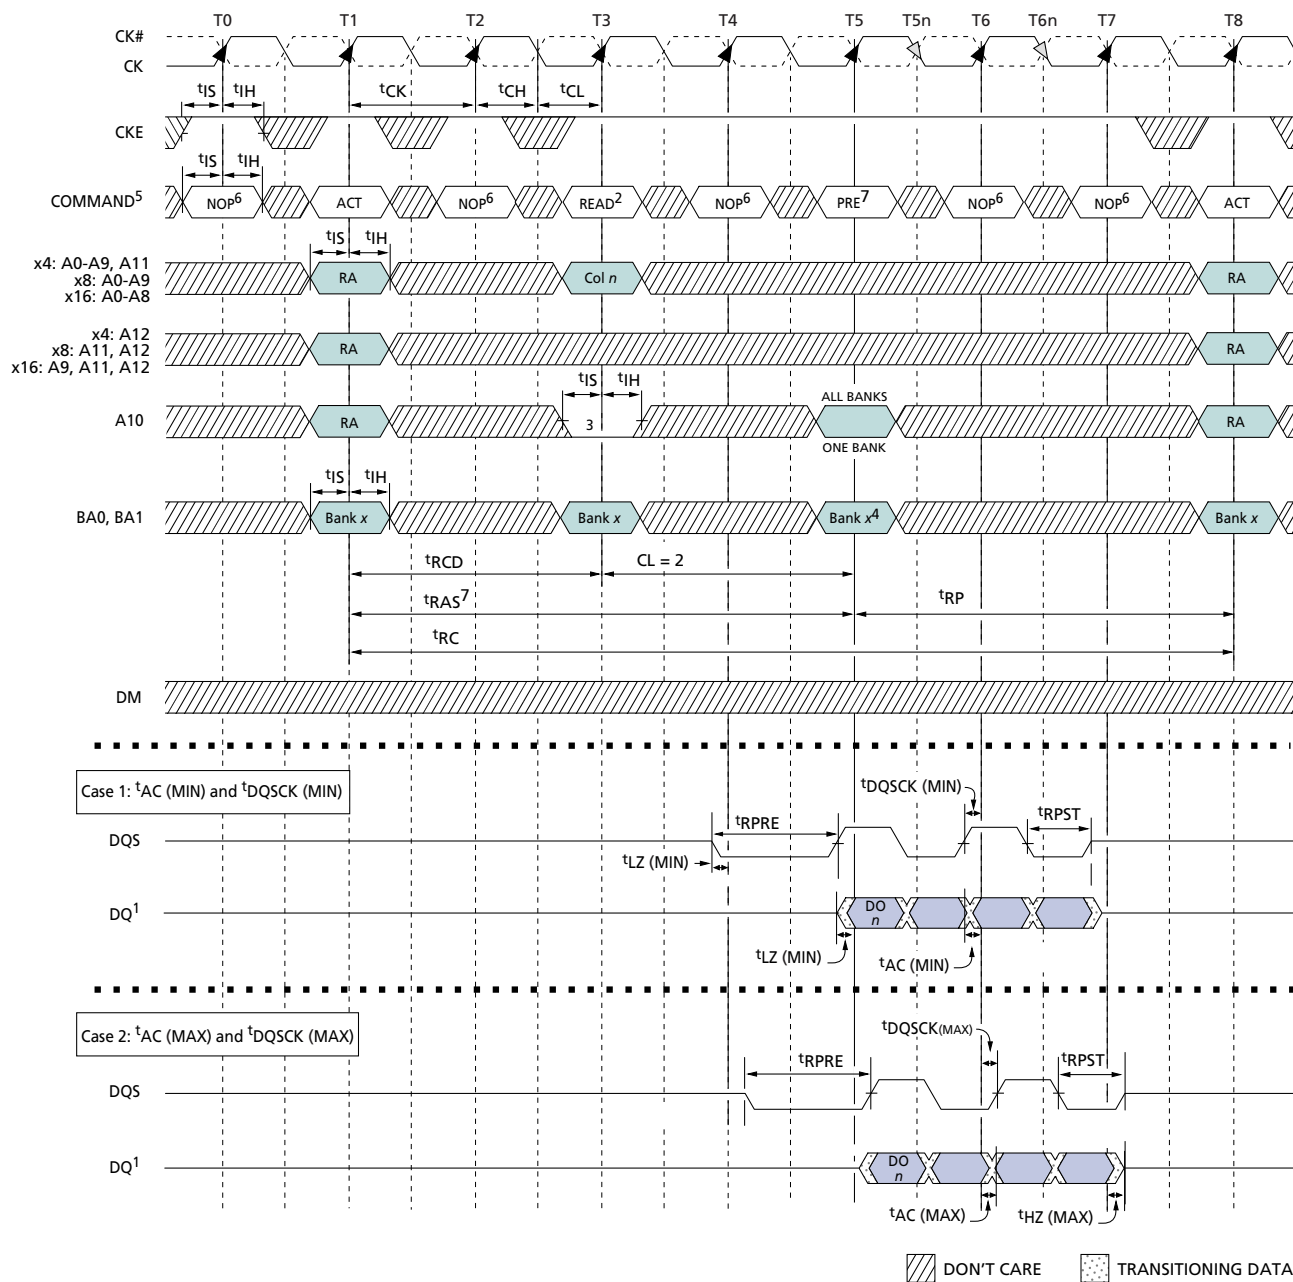 T0 T1 T2 T3 T4 T5 T5n T6 T6n T7 T8
CK#
CK
tIS tIH tCK tCH tCL
CKE
tIS tIH
COMMAND5 NOP6 ACT NOP6 READ2 NOP6 PRE7 NOP6 NOP6 ACT
tIS tIH
x4: A0-A9, A11
x8: A0-A9
x16: A0-A8
RA Col n RA
x4: A12
x8: A11, A12
x16: A9, A11, A12
RA RA
tIS tIH
ALL BANKS
A10 RA 3 RA
ONE BANK
tIS tIH
BA0, BA1 Bank x Bank x Bank x4 Bank x
tRCD CL = 2
tRAS7 tRP
tRC
DM
Case 1: tAC (MIN) and tDQSCK (MIN)
tDQSCK (MIN)
tRPRE tRPST
DQS
tLZ (MIN)
DQ1 DO
n
tLZ (MIN) tAC (MIN)
Case 2: tAC (MAX) and tDQSCK (MAX)
tDQSCK(MAX)
tRPRE tRPST
DQS
DQ1 DO
n
tAC (MAX) tHZ (MAX)
DON'T CARE TRANSITIONING DATA